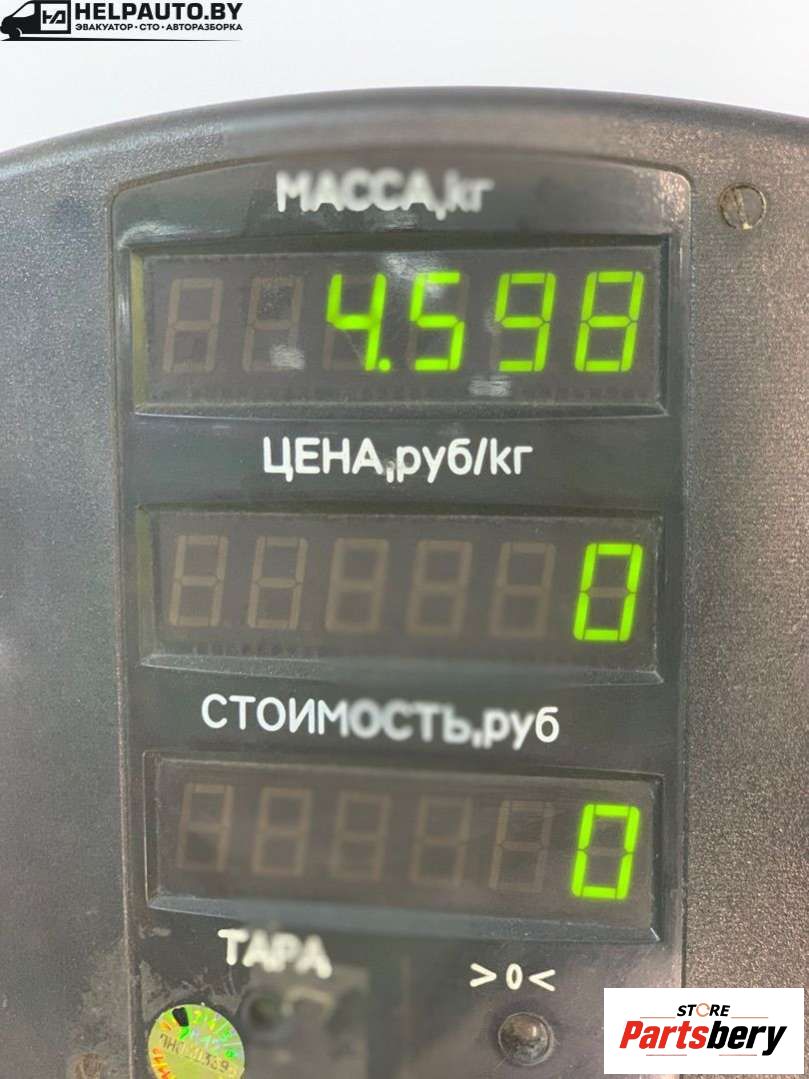 HELPAUTO.BY
ЭВАКУАТОР • СТО • АВТОРАЗБОРКА
МАССА,кг
4.598
ЦЕНА,руб/кг
0
СТОИМОСТЬ,руб
0
ТАРА
>0<
STORE
Partsbery